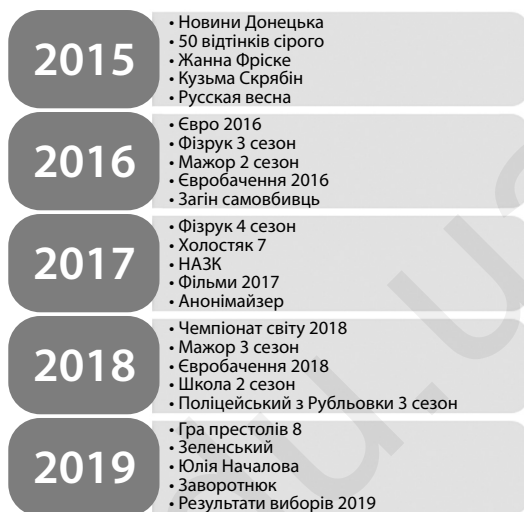 2015
• Новини Донецька
• 50 відтінків сірого
• Жанна Фріске
• Кузьма Скрябін
• Русская весна
2016
• Євро 2016
• Фізрук 3 сезон
• Мажор 2 сезон
• Євробачення 2016
• Загін самовбивць
2017
• Фізрук 4 сезон
• Холостяк 7
• НАЗК
• Фільми 2017
• Анонімайзер
2018
• Чемпіонат світу 2018
• Мажор 3 сезон
• Євробачення 2018
• Школа 2 сезон
• Поліцейський з Рубльовки 3 сезон
2019
• Гра престолів 8
• Зеленський
• Юлія Началова
• Заворотнюк
• Результати виборів 2019